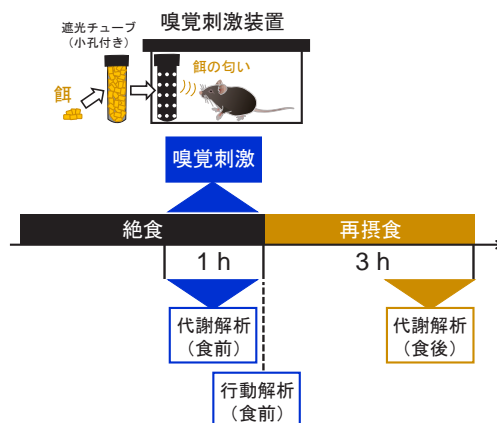 嗅覚刺激装置
遮光チューブ
（小孔付き）
餌の匂い
餌
嗅覚刺激
絶食
再摂食
1 h
3 h
代謝解析
（食前）
代謝解析
（食後）
行動解析
（食前）